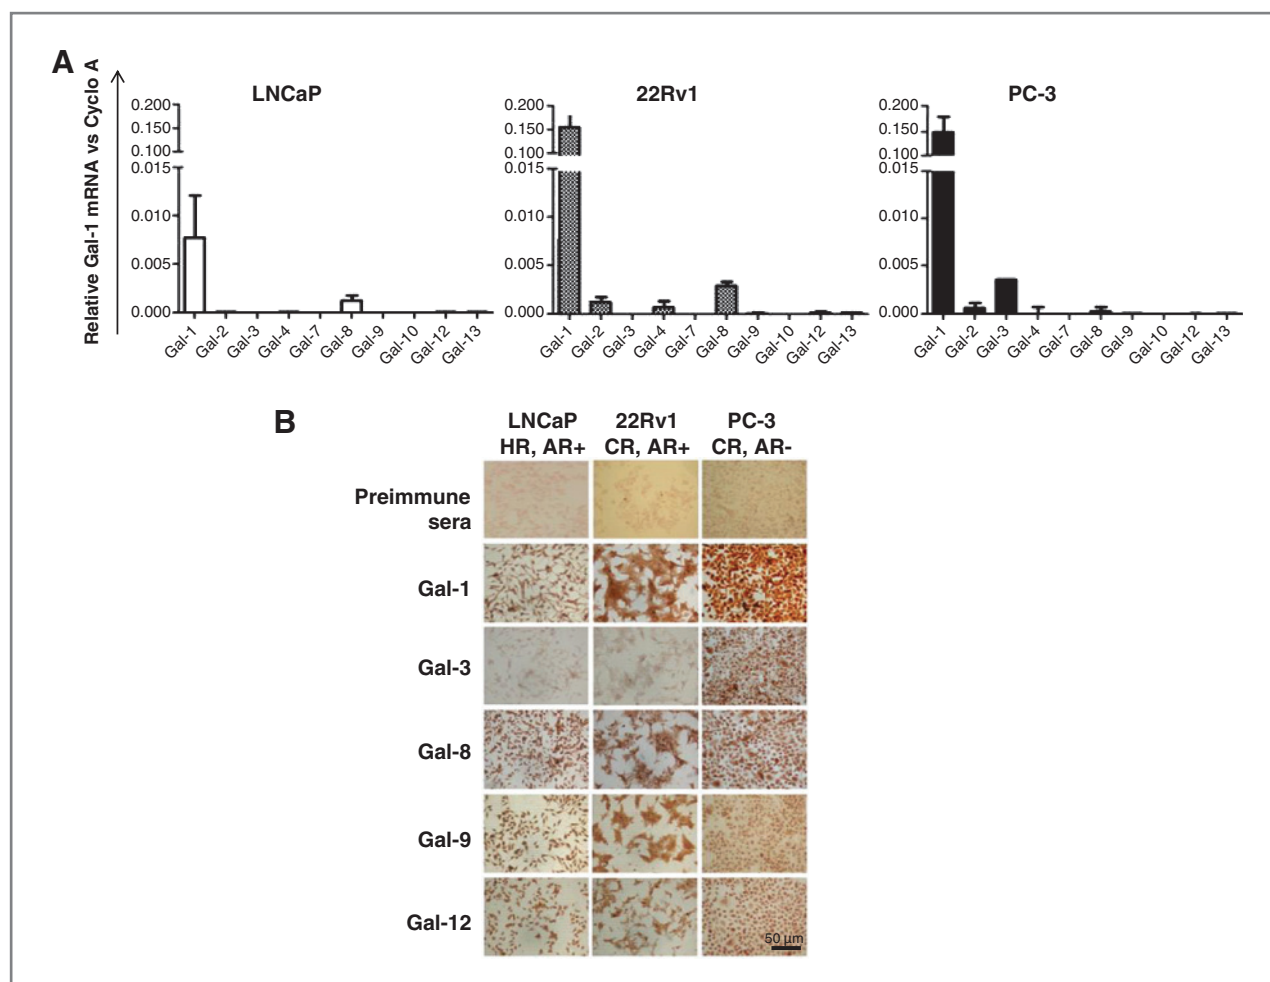 A
Relative Gal-1 mRNA vs Cyclo A
LNCaP
0.200
0.150
0.100
0.015
0.010
0.005
0.000
Gal-1
Gal-2
Gal-3
Gal-4
Gal-7
Gal-8
Gal-9
Gal-10
Gal-12
Gal-13
22Rv1
0.200
0.150
0.100
0.015
0.010
0.005
0.000
Gal-1
Gal-2
Gal-3
Gal-4
Gal-7
Gal-8
Gal-9
Gal-10
Gal-12
Gal-13
PC-3
0.200
0.150
0.100
0.015
0.010
0.005
0.000
Gal-1
Gal-2
Gal-3
Gal-4
Gal-7
Gal-8
Gal-9
Gal-10
Gal-12
Gal-13
B
LNCaP
HR, AR+
22Rv1
CR, AR+
PC-3
CR, AR-
Preimmune
sera
Gal-1
Gal-3
Gal-8
Gal-9
Gal-12
50 µm